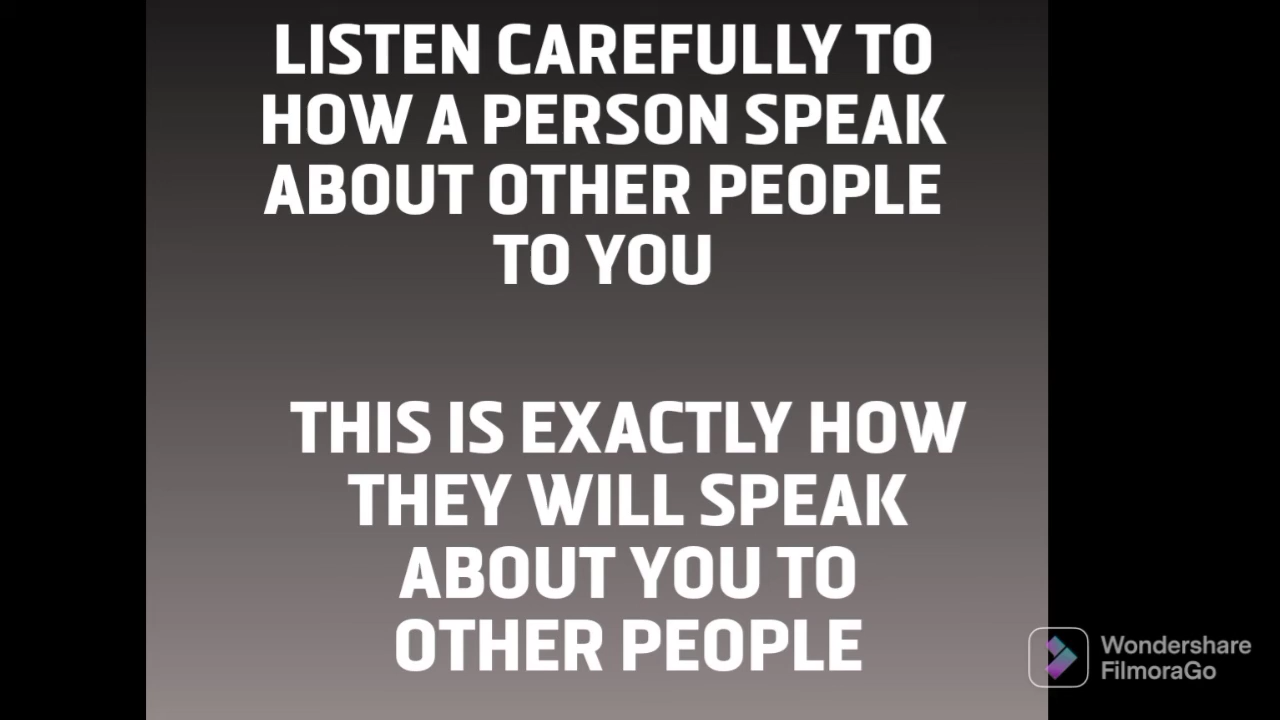 LISTEN CAREFULLY TO
HOW A PERSON SPEAK
ABOUT OTHER PEOPLE
TO YOU
THIS IS EXACTLY HOW
THEY WILL SPEAK
ABOUT YOU TO
OTHER PEOPLE
Wondershare
FilmoraGo